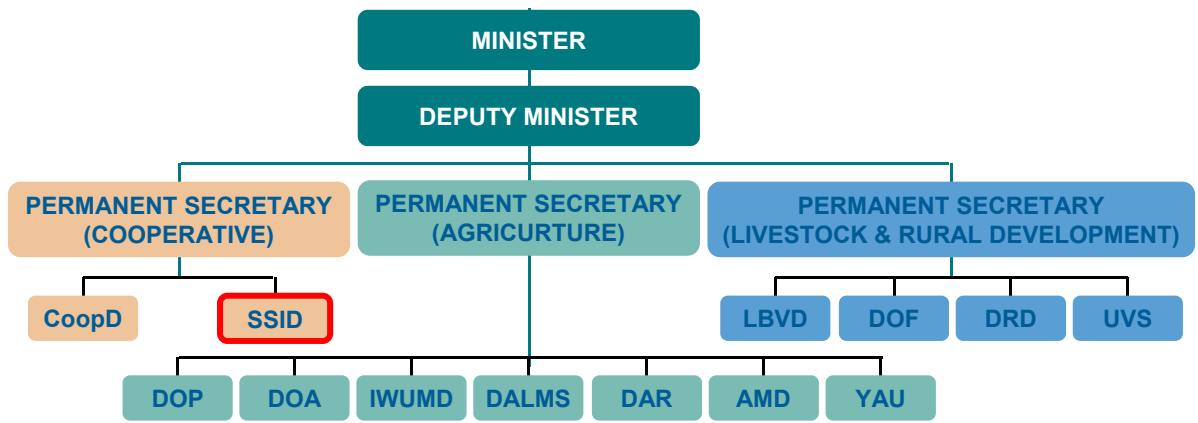 MINISTER
DEPUTY MINISTER
PERMANENT SECRETARY
(COOPERATIVE)
PERMANENT SECRETARY
(AGRICURTURE)
PERMANENT SECRETARY
(LIVESTOCK & RURAL DEVELOPMENT)
CoopD
SSID
LBVD
DOF
DRD
UVS
DOP
DOA
IWUMD
DALMS
DAR
AMD
YAU